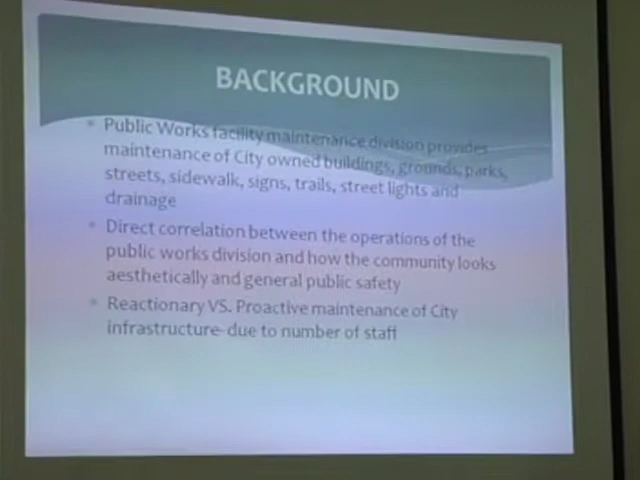 BACKGROUND
Public Works facility maintenance division provides
maintenance of City owned buildings, grounds, parks,
streets, sidewalk, signs, trails, street lights and
drainage
Direct correlation between the operations of the
public works division and how the community looks
aesthetically and general public safety
Reactionary VS. Proactive maintenance of City
infrastructure- due to number of staff